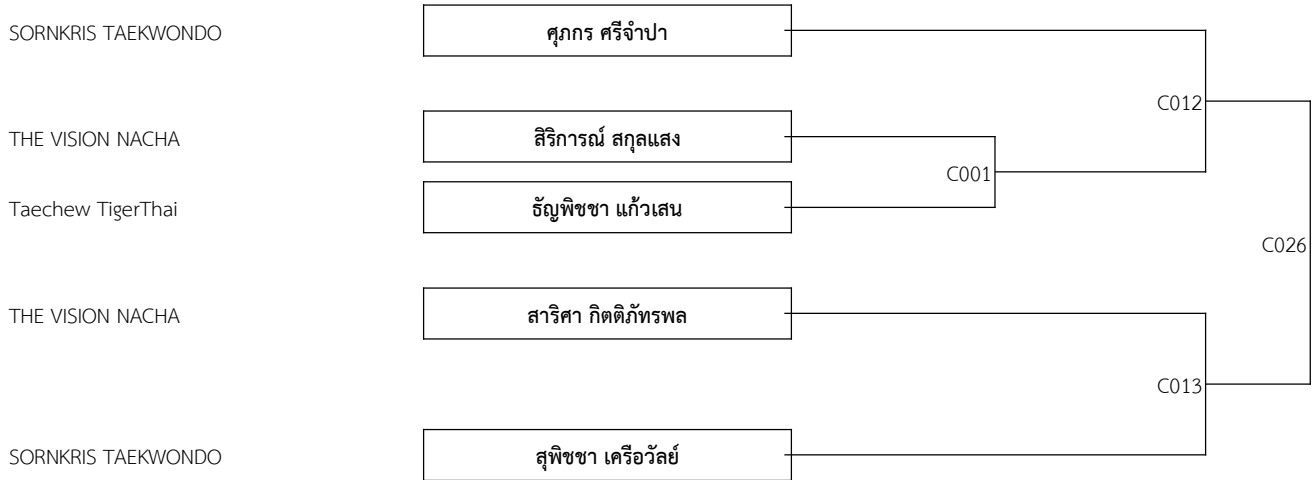 SORNKRIS TAEKWONDO
ศุภกร ศรีจำปา
C012
THE VISION NACHA
สิริการณ์ สกุลแสง
C001
Taechew TigerThai
ธัญพิชชา แก้วเสน
C026
THE VISION NACHA
สาริศา กิตติภัทรพล
C013
SORNKRIS TAEKWONDO
สุพิชชา เครือวัลย์